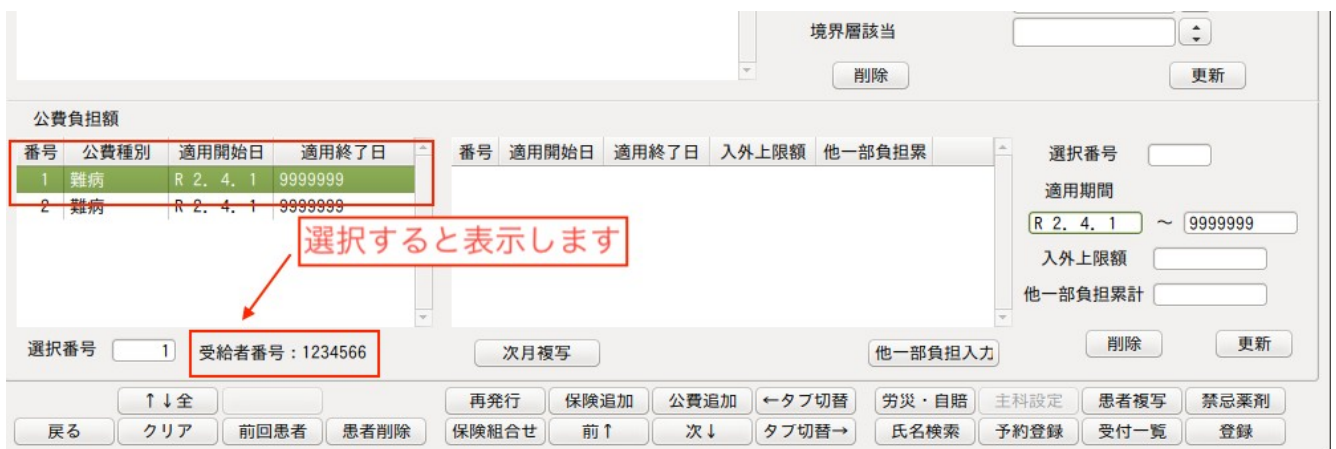 境界層該当
削除 更新
公費負担額
番号 公費種別 適用開始日 適用終了日
1 難病 R 2. 4. 1 9999999
2 難病 R 2. 4. 1 9999999
選択すると表示します
選択番号 1 受給者番号：1234566
番号 適用開始日 適用終了日 入外上限額 他一部負担累
次月複写 他一部負担入力
選択番号
適用期間
R 2. 4. 1 ～ 9999999
入外上限額
他一部負担累計
削除 更新
↑↓全 再発行 保険追加 公費追加 ←タブ切替 労災・自賠 主科設定 患者複写 禁忌薬剤
戻る クリア 前回患者 患者削除 保険組合せ 前↑ 次↓ タブ切替→ 氏名検索 予約登録 受付一覧 登録